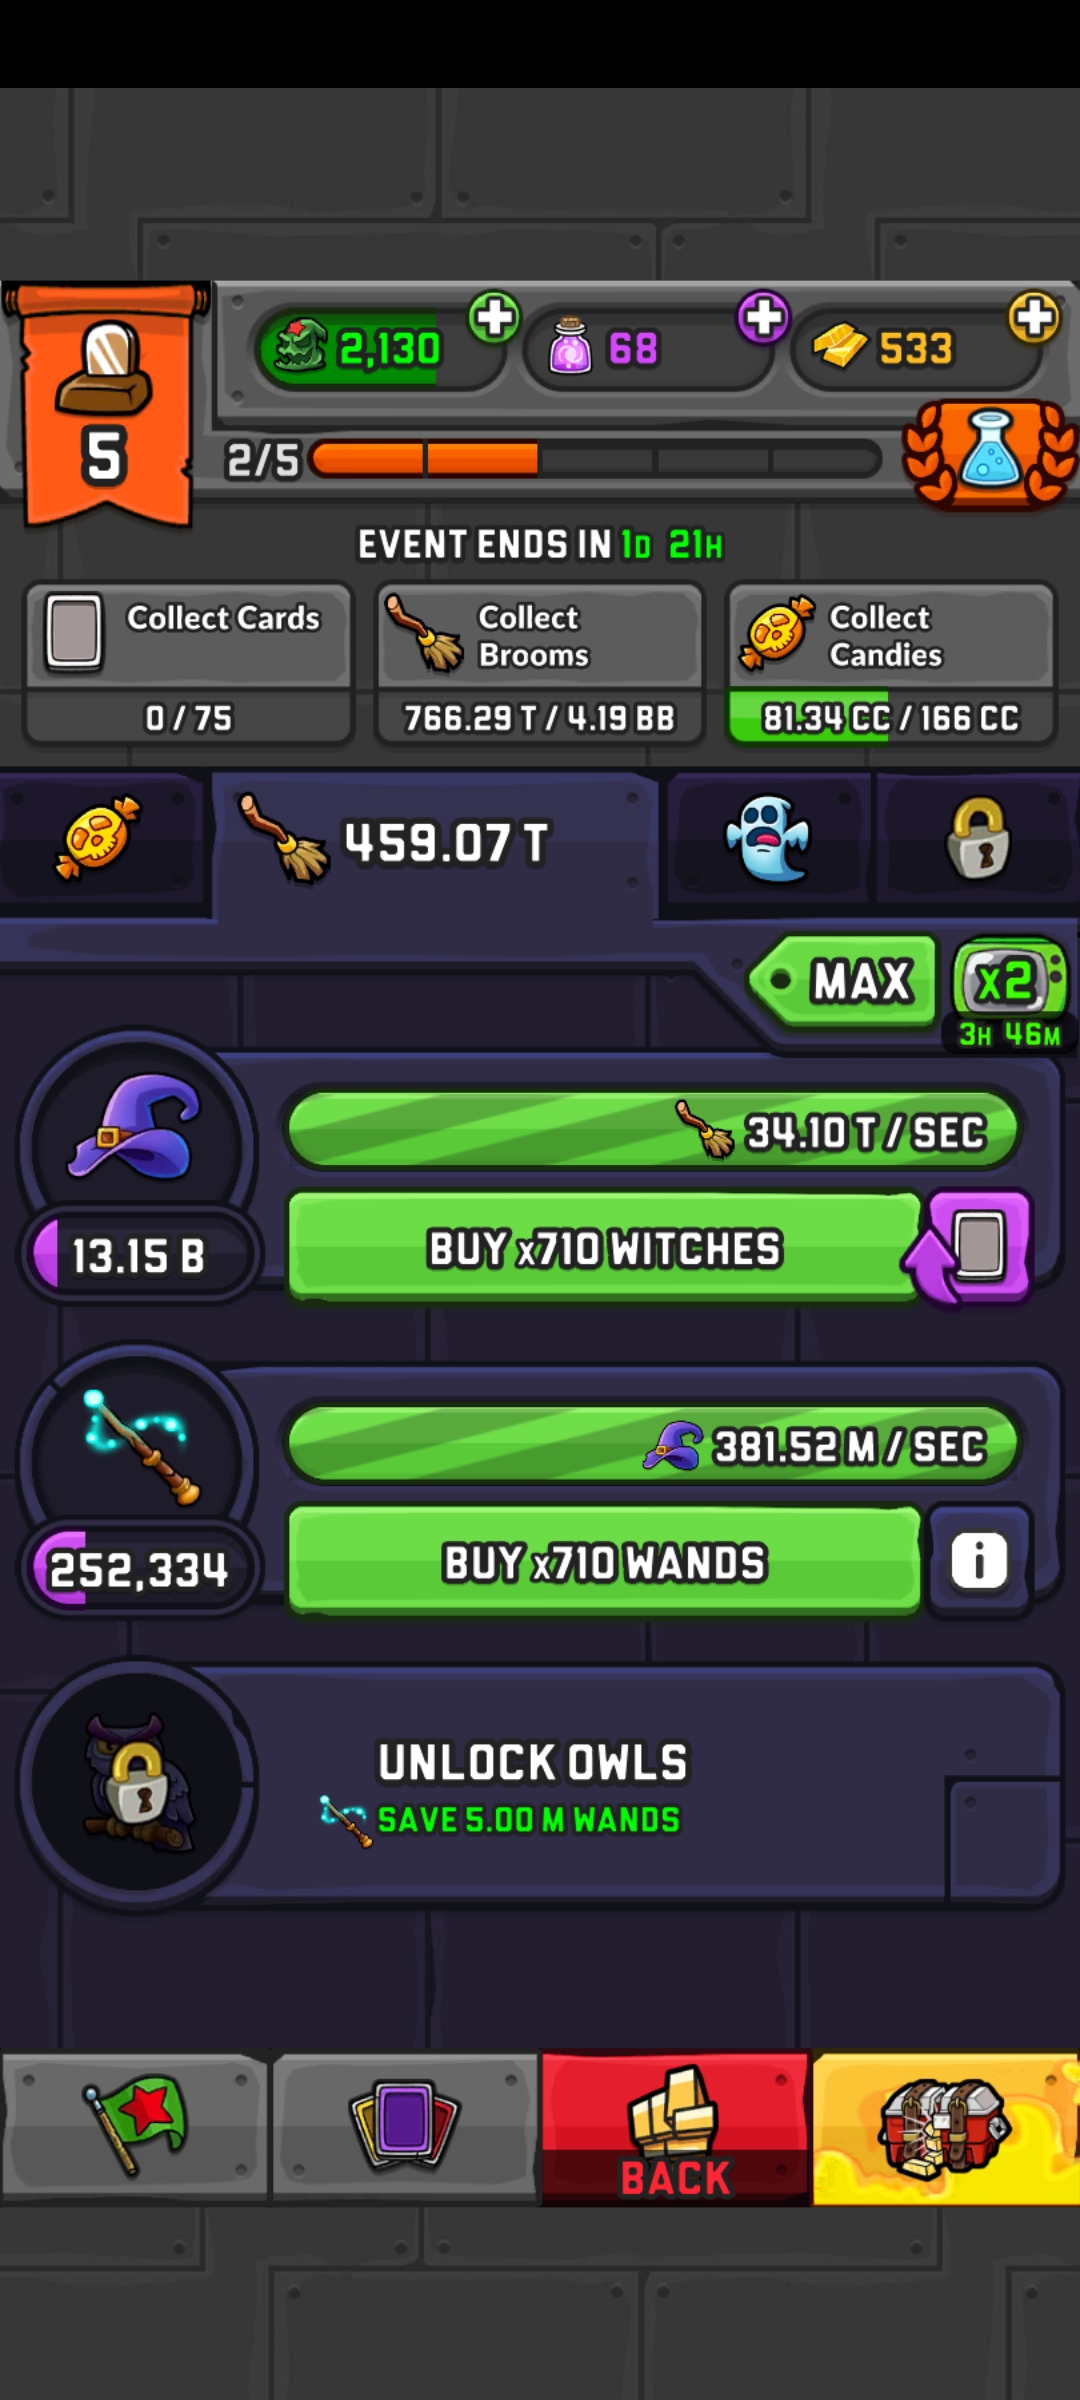 2,130
68
533
5
2/5
EVENT ENDS IN 1D 21H
Collect Cards
0 / 75
Collect
Brooms
766.29 T / 4.19 BB
Collect
Candies
81.34 CC / 166 CC
459.07 T
MAX
x2
3H 46M
34.10 T / SEC
13.15 B
BUY x710 WITCHES
381.52 M / SEC
252,334
BUY x710 WANDS
i
UNLOCK OWLS
SAVE 5.00 M WANDS
BACK